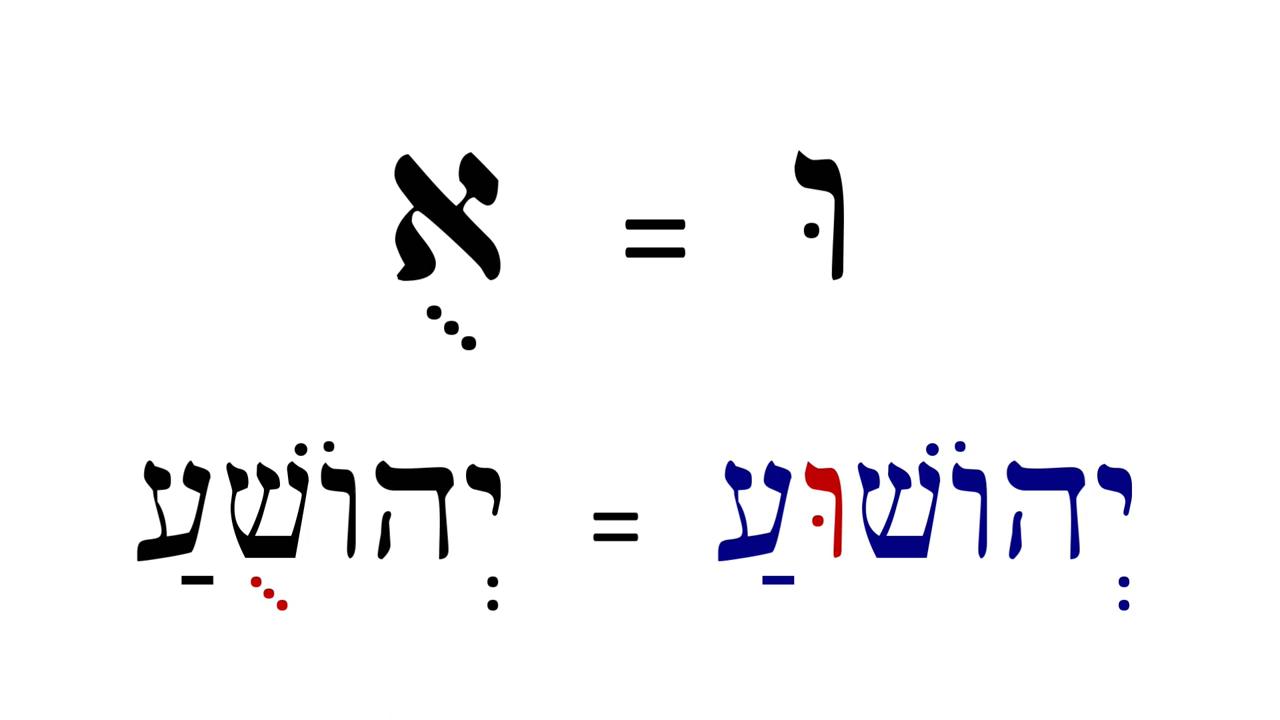 אֻ = וּ
יְהוֹשֻׁעַ = יְהוֹשׁוּעַ